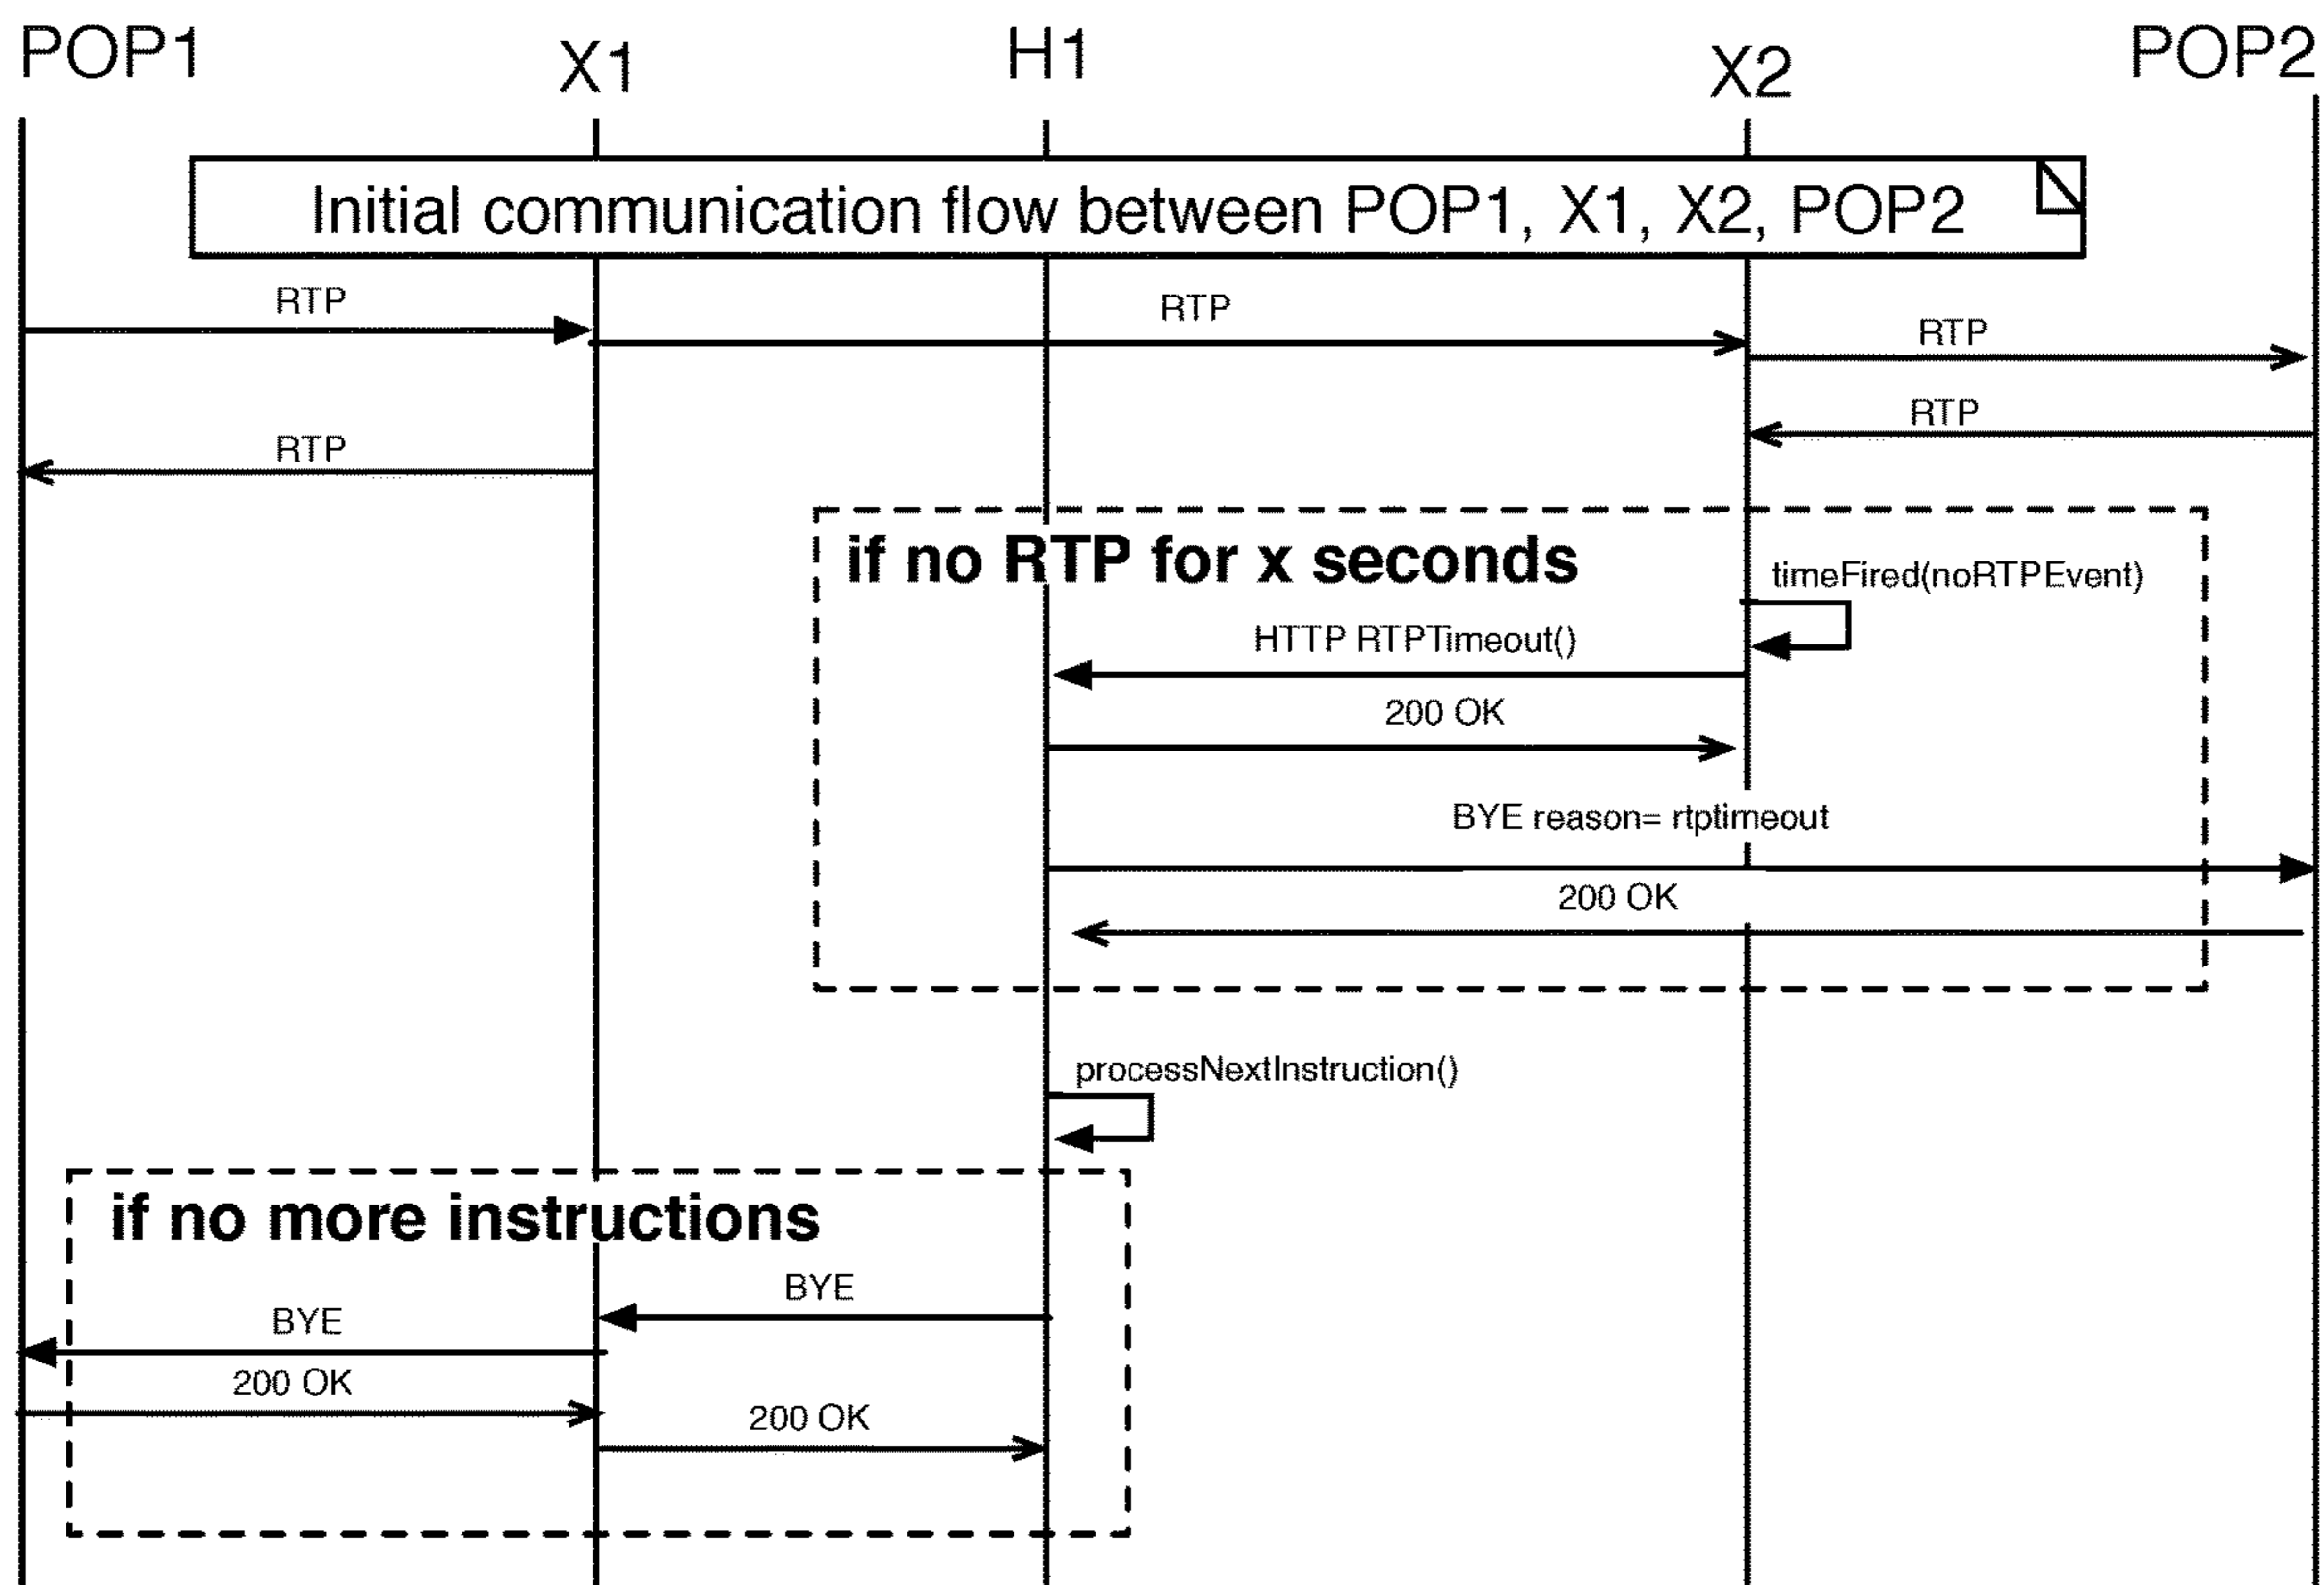 POP1
X1
H1
X2
POP2
Initial communication flow between POP1, X1, X2, POP2
RTP
RTP
RTP
RTP
RTP
if no RTP for x seconds
timeFired(noRTPEvent)
HTTP RTPTimeout()
200 OK
BYE reason= rtptimeout
200 OK
processNextInstruction()
if no more instructions
BYE
BYE
200 OK
200 OK